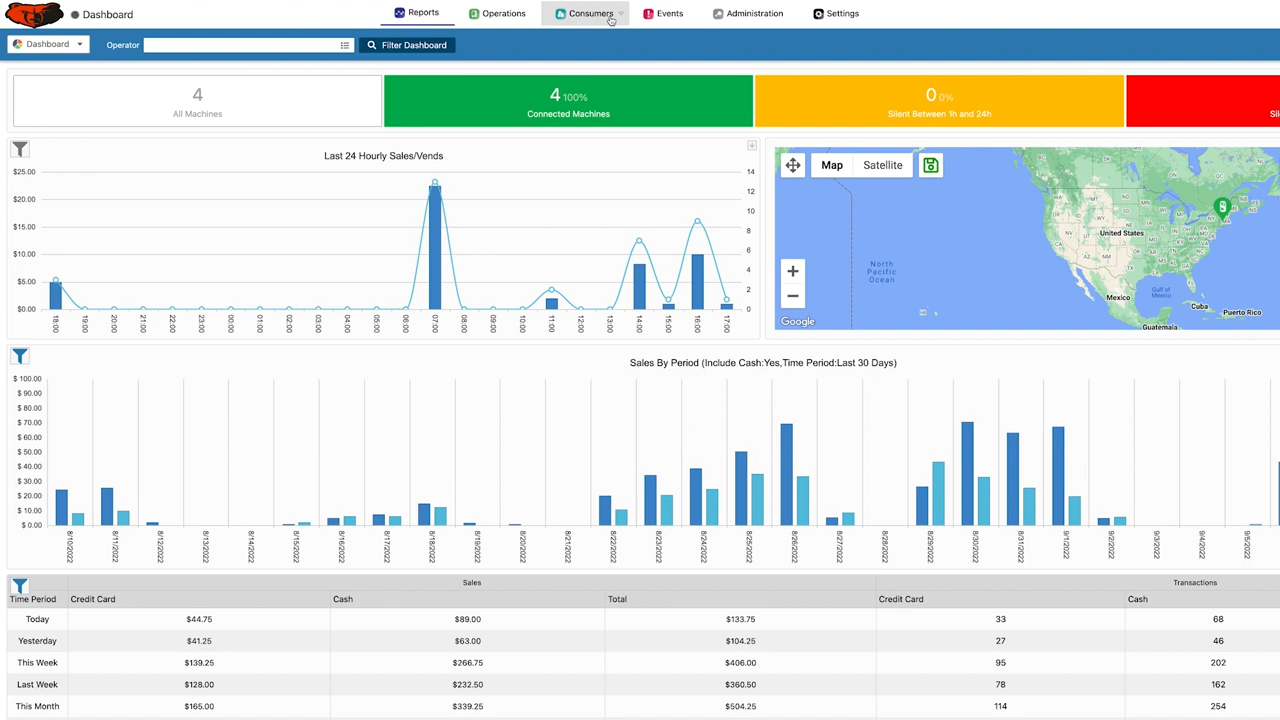 Dashboard
Reports Operations Consumers Events Administration Settings
Dashboard Operator Filter Dashboard
4
All Machines
4 100%
Connected Machines
0 0%
Silent Between 1h and 24h
Last 24 Hourly Sales/Vends
$25.00
$20.00
$15.00
$10.00
$5.00
$0.00
14
12
10
8
6
4
2
0
18:00 19:00 20:00 21:00 22:00 23:00 00:00 01:00 02:00 03:00 04:00 05:00 06:00 07:00 08:00 09:00 10:00 11:00 12:00 13:00 14:00 15:00 16:00 17:00
Map Satellite
WA MT ND
OR ID SD
NV WY NE
CA AZ NM
United States
North
Pacific
Ocean
Mexico
Gulf of
Mexico
Cuba
Puerto Rico
Guatemala
Google
Sales By Period (Include Cash:Yes,Time Period:Last 30 Days)
$ 100.00
$ 90.00
$ 80.00
$ 70.00
$ 60.00
$ 50.00
$ 40.00
$ 30.00
$ 20.00
$ 10.00
$ 0.00
8/10/2022 8/11/2022 8/12/2022 8/13/2022 8/14/2022 8/15/2022 8/16/2022 8/17/2022 8/18/2022 8/19/2022 8/20/2022 8/21/2022 8/22/2022 8/23/2022 8/24/2022 8/25/2022 8/26/2022 8/27/2022 8/28/2022 8/29/2022 8/30/2022 8/31/2022 9/1/2022 9/2/2022 9/3/2022 9/4/2022 9/5/2022
Sales Transactions
Time Period Credit Card Cash Total Credit Card Cash
Today $44.75 $89.00 $133.75 33 68
Yesterday $41.25 $63.00 $104.25 27 46
This Week $139.25 $266.75 $406.00 95 202
Last Week $128.00 $232.50 $360.50 78 162
This Month $165.00 $339.25 $504.25 114 254